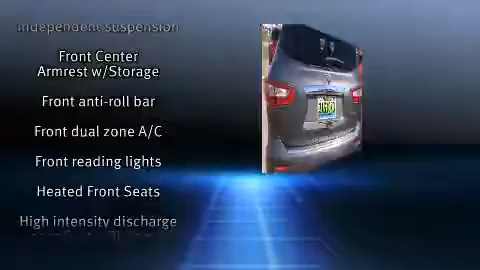 independent suspension
Front Center
Armrest w/Storage
Front anti-roll bar
Front dual zone A/C
Front reading lights
Heated Front Seats
High intensity discharge